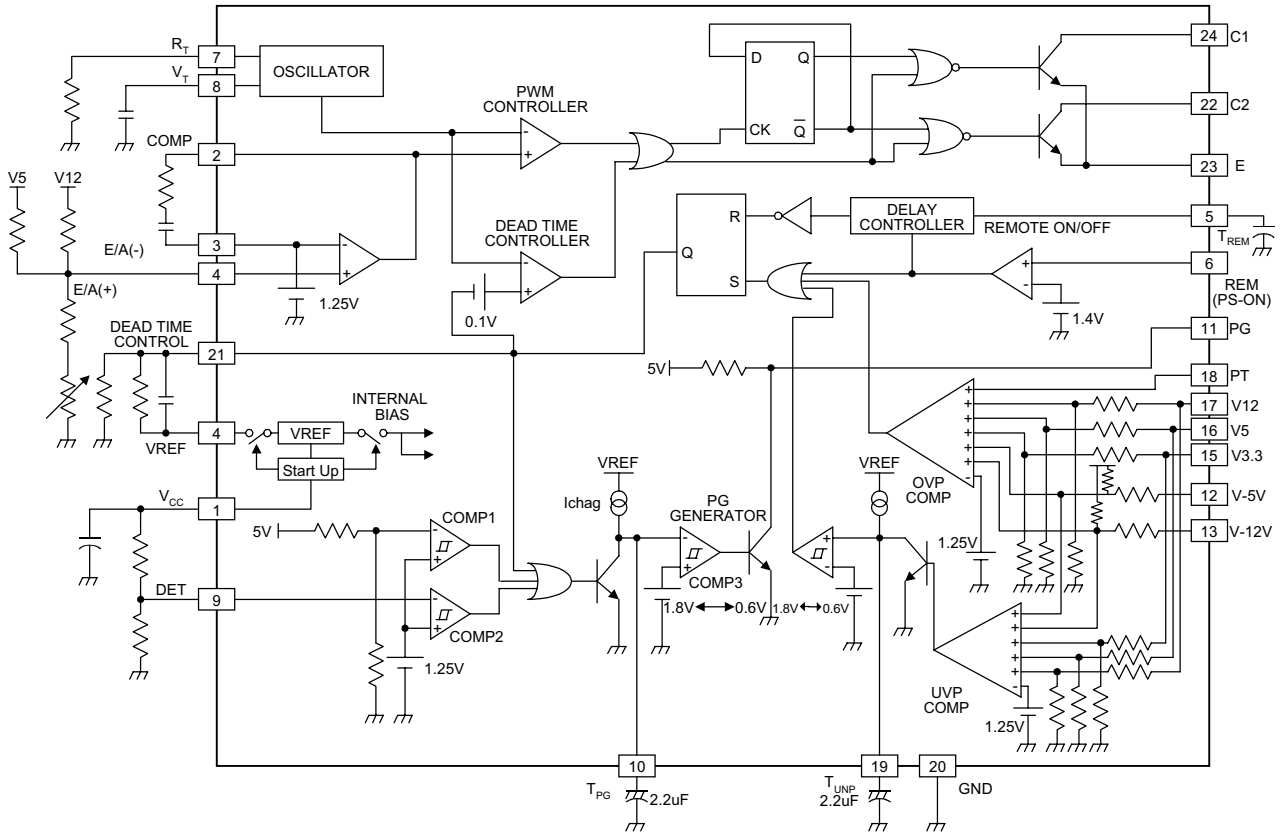 R_T
7
OSCILLATOR
V_T
8
COMP
2
V5
V12
E/A(-)
3
4
E/A(+)
1.25V
PWM
CONTROLLER
-
+
DEAD TIME
CONTROLLER
-
+
0.1V
-
+
D
Q
CK
Q̅
24
C1
22
C2
23
E
R
Q
S
DELAY
CONTROLLER
REMOTE ON/OFF
5
T_REM
6
REM
(PS-ON)
+
-
1.4V
11
PG
DEAD TIME
CONTROL
21
5V
18
PT
17
V12
16
V5
15
V3.3
12
V-5V
13
V-12V
VREF
4
VREF
INTERNAL
BIAS
Start Up
V_CC
1
5V
COMP1
-
+
DET
9
COMP2
-
+
1.25V
VREF
Ichag
PG
GENERATOR
-
+
COMP3
1.8V
0.6V
VREF
+
-
1.8V
0.6V
OVP
COMP
+
+
+
+
+
+
-
1.25V
UVP
COMP
+
+
+
+
+
-
1.25V
10
T_PG
2.2uF
19
T_UNP
2.2uF
20
GND